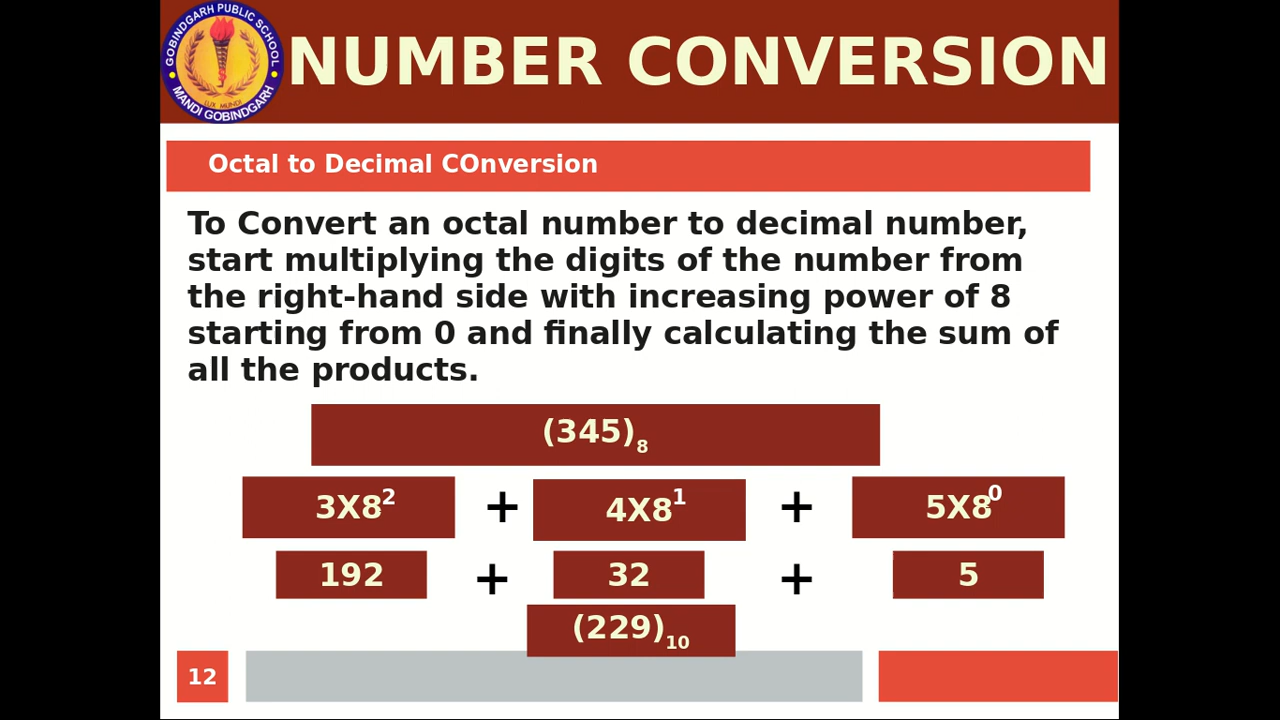 GOBINDGARH PUBLIC SCHOOL
LUX MUNDI
MANDI GOBINDGARH
NUMBER CONVERSION
Octal to Decimal COnversion
To Convert an octal number to decimal number,
start multiplying the digits of the number from
the right-hand side with increasing power of 8
starting from 0 and finally calculating the sum of
all the products.
(345)₈
3X8² + 4X8¹ + 5X8⁰
192 + 32 + 5
(229)₁₀
12